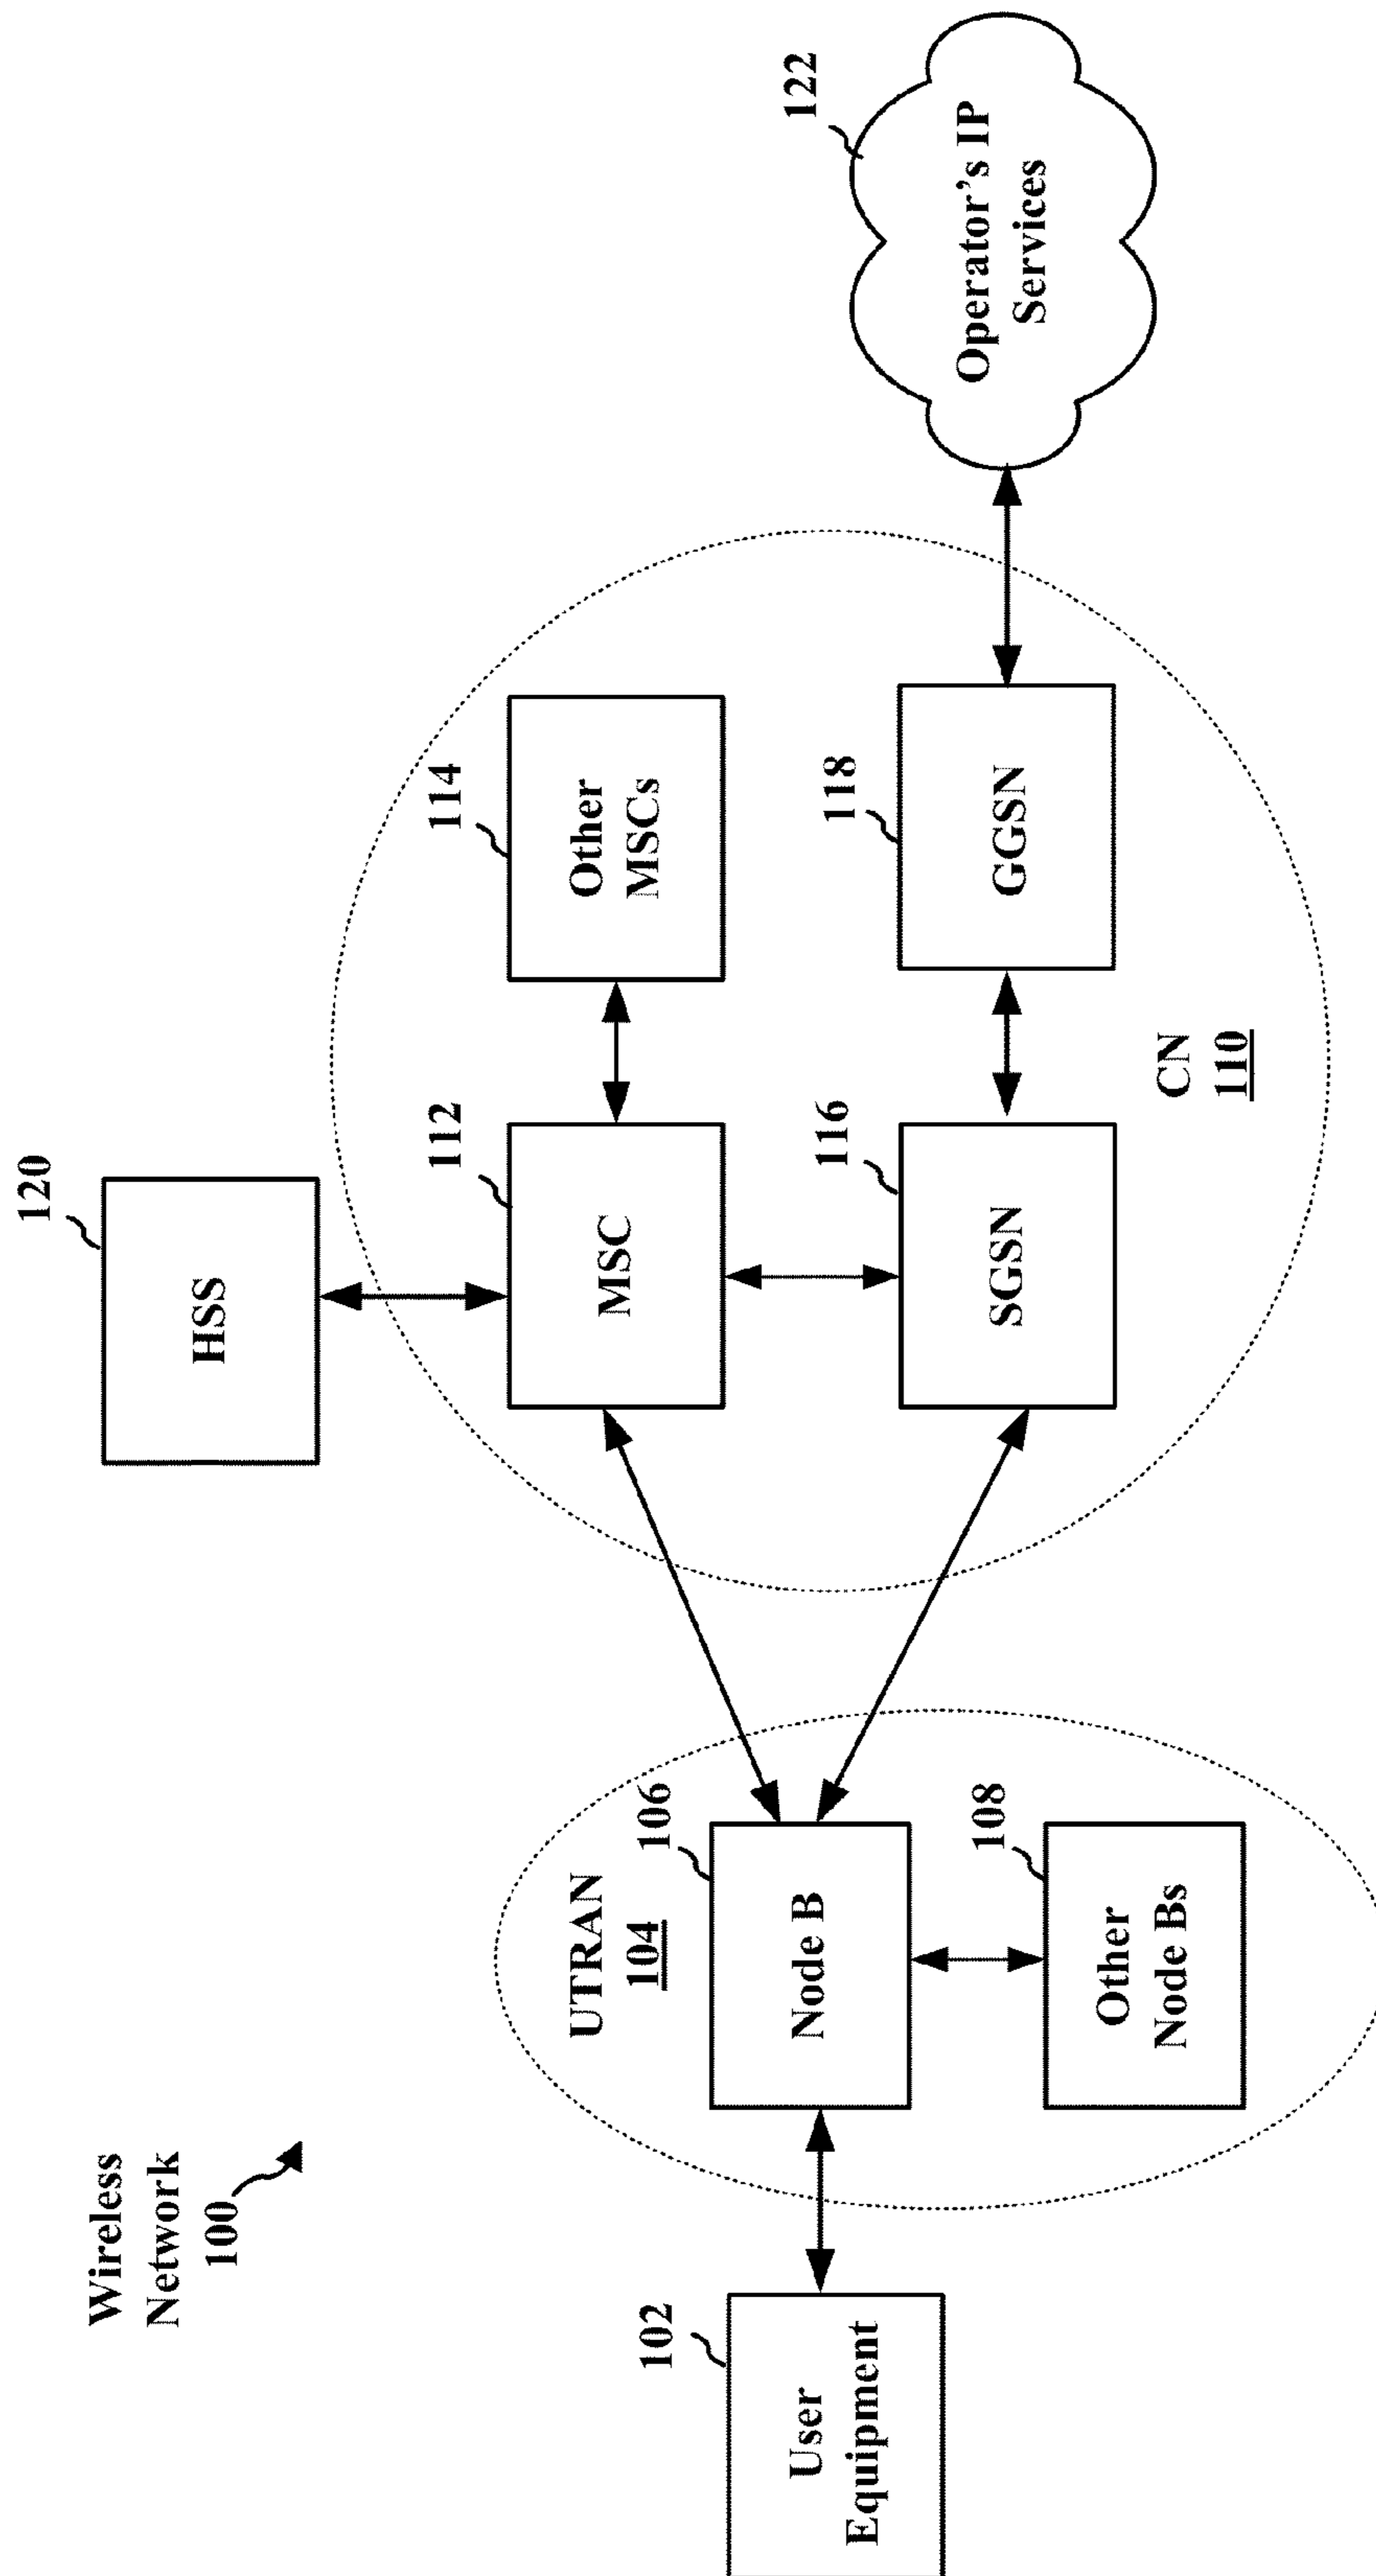 Wireless
Network
100
120
HSS
112
MSC
114
Other
MSCs
UTRAN
104
106
Node B
102
User
Equipment
108
Other
Node Bs
116
SGSN
118
GGSN
122
Operator's IP
Services
CN
110